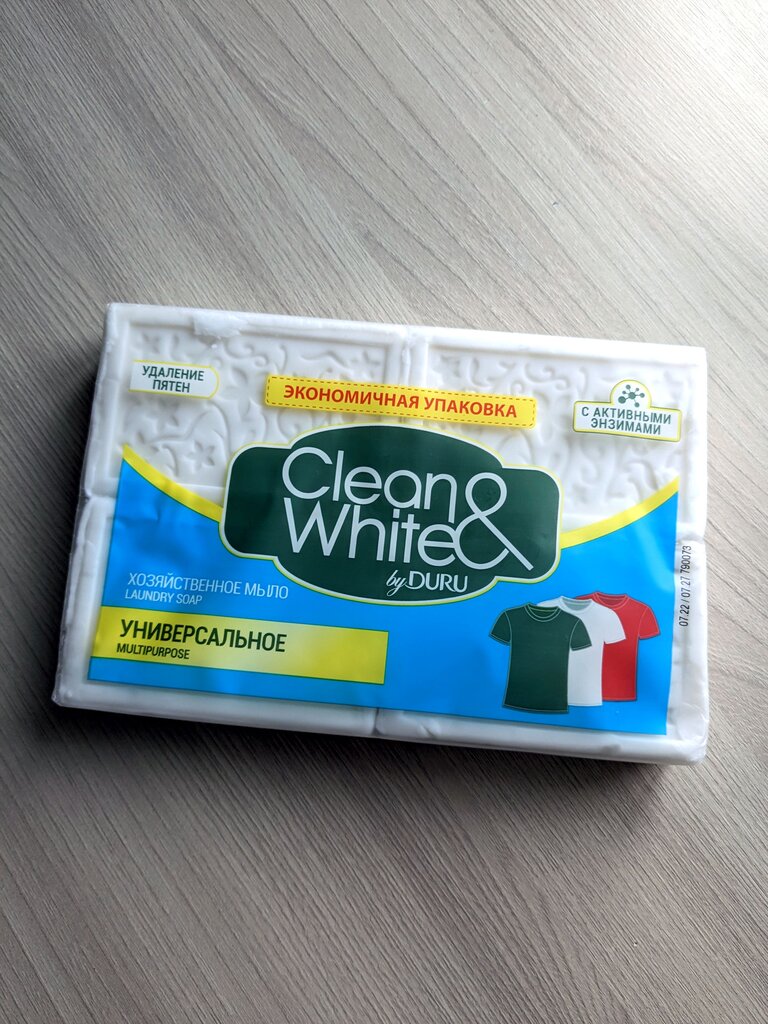 УДАЛЕНИЕ
ПЯТЕН
ЭКОНОМИЧНАЯ УПАКОВКА
С АКТИВНЫМИ
ЭНЗИМАМИ
Clean &
White
by DURU
ХОЗЯЙСТВЕННОЕ МЫЛО
LAUNDRY SOAP
УНИВЕРСАЛЬНОЕ
MULTIPURPOSE
07.22 / 07.27 790073